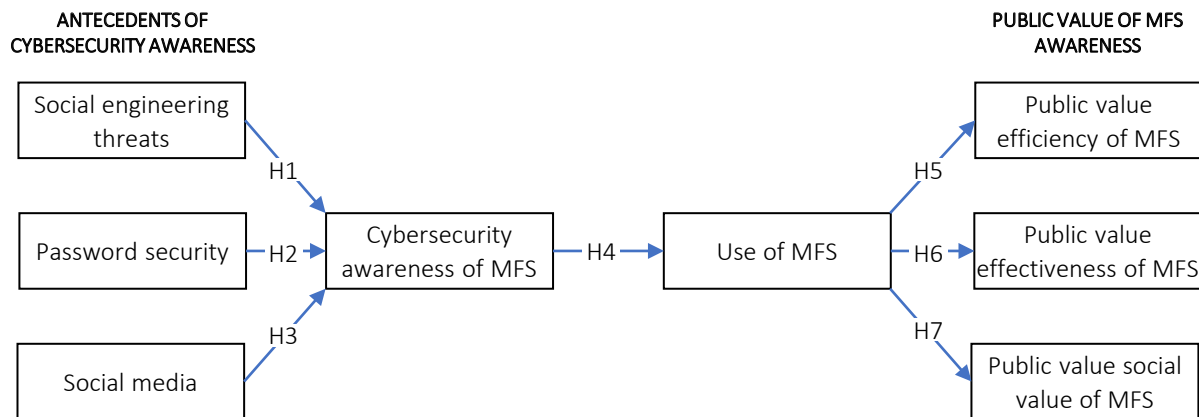 ANTECEDENTS OF
CYBERSECURITY AWARENESS
PUBLIC VALUE OF MFS
AWARENESS
Social engineering
threats
H1
Password security
H2
Social media
H3
Cybersecurity
awareness of MFS
H4
Use of MFS
H5
H6
H7
Public value
efficiency of MFS
Public value
effectiveness of MFS
Public value social
value of MFS